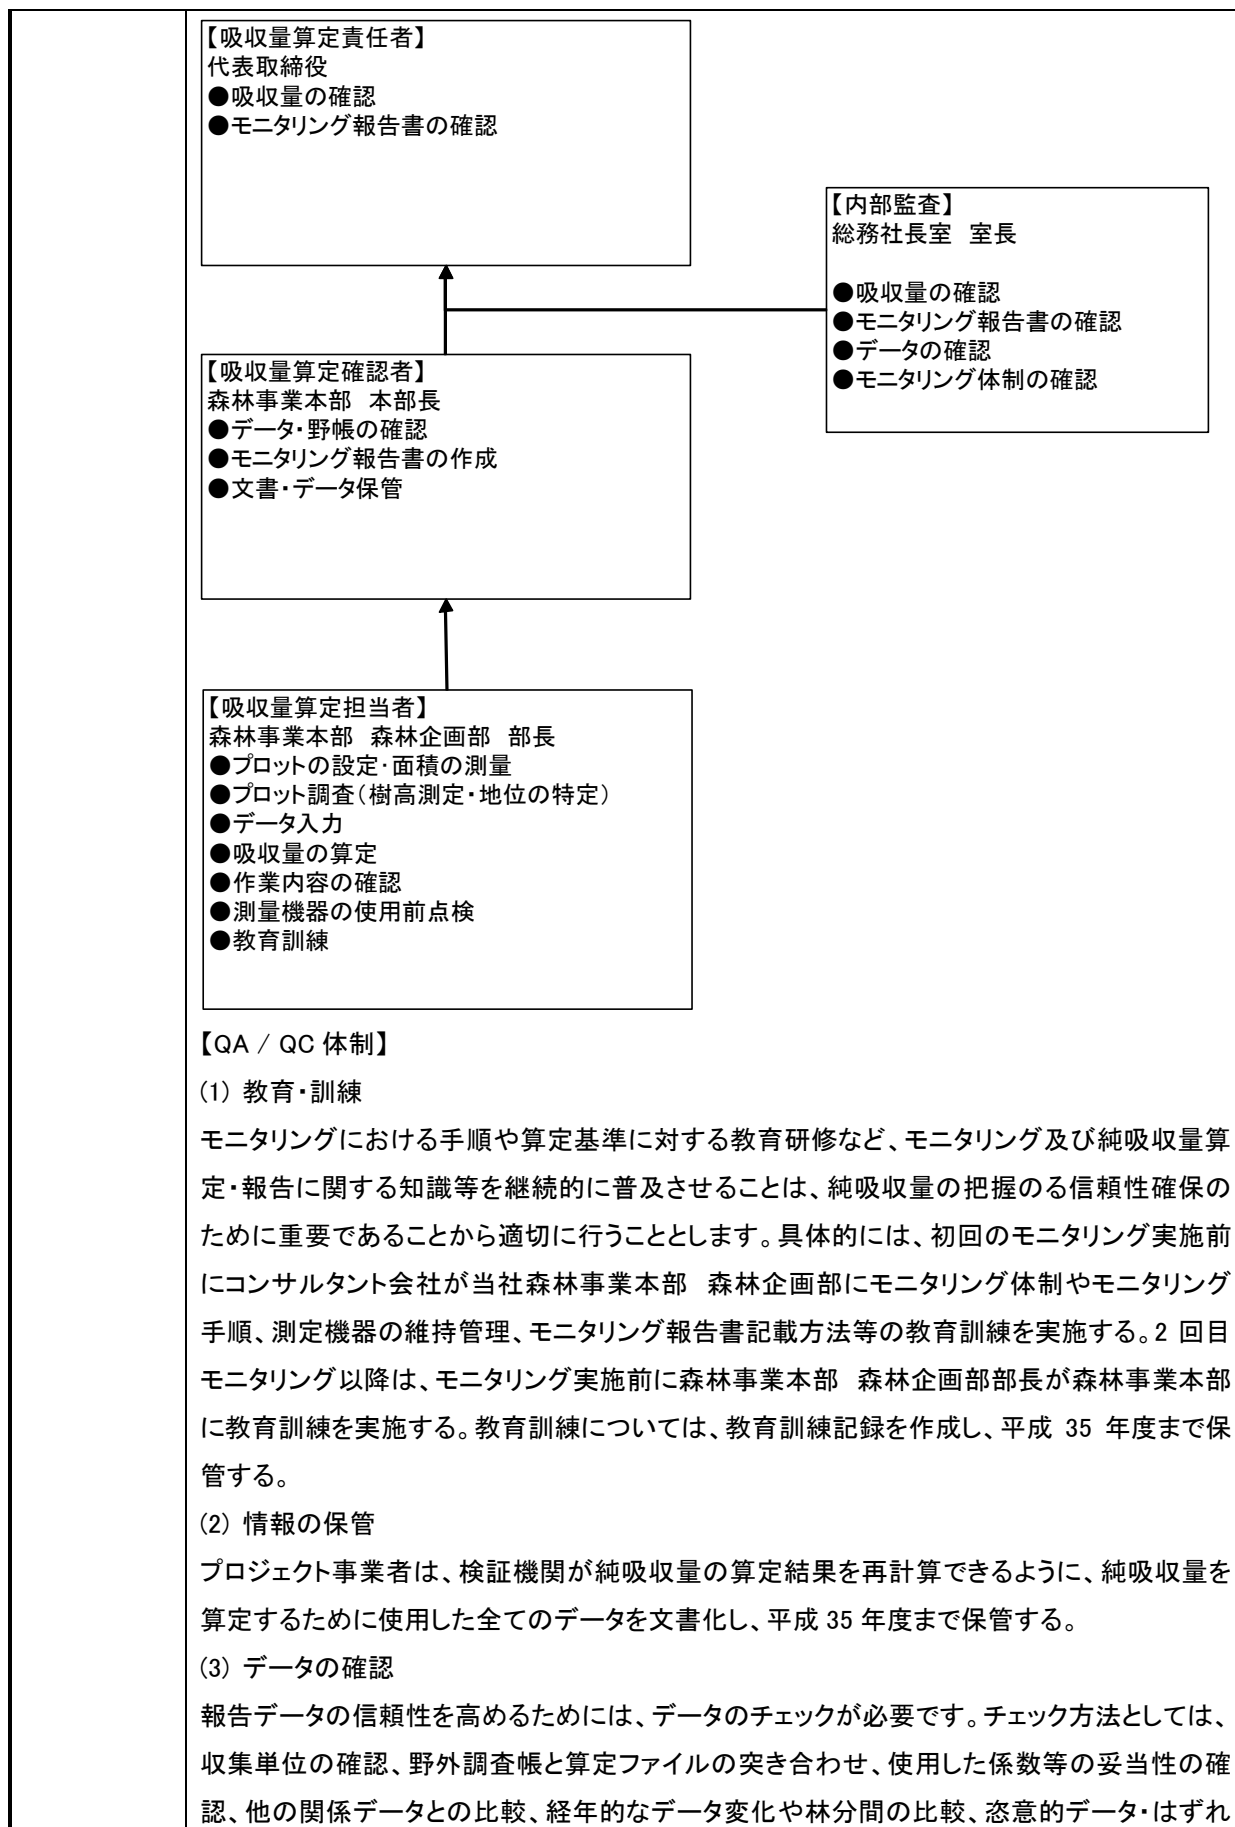 【吸収量算定責任者】
代表取締役
●吸収量の確認
●モニタリング報告書の確認
【内部監査】
総務社長室　室長
●吸収量の確認
●モニタリング報告書の確認
●データの確認
●モニタリング体制の確認
【吸収量算定確認者】
森林事業本部　本部長
●データ・野帳の確認
●モニタリング報告書の作成
●文書・データ保管
【吸収量算定担当者】
森林事業本部　森林企画部　部長
●プロットの設定・面積の測量
●プロット調査（樹高測定・地位の特定）
●データ入力
●吸収量の算定
●作業内容の確認
●測量機器の使用前点検
●教育訓練
【QA / QC 体制】
(1) 教育・訓練
モニタリングにおける手順や算定基準に対する教育研修など、モニタリング及び純吸収量算
定・報告に関する知識等を継続的に普及させることは、純吸収量の把握のる信頼性確保の
ために重要であることから適切に行うこととします。具体的には、初回のモニタリング実施前
にコンサルタント会社が当社森林事業本部　森林企画部にモニタリング体制やモニタリング
手順、測定機器の維持管理、モニタリング報告書記載方法等の教育訓練を実施する。2 回目
モニタリング以降は、モニタリング実施前に森林事業本部　森林企画部部長が森林事業本部
に教育訓練を実施する。教育訓練については、教育訓練記録を作成し、平成 35 年度まで保
管する。
(2) 情報の保管
プロジェクト事業者は、検証機関が純吸収量の算定結果を再計算できるように、純吸収量を
算定するために使用した全てのデータを文書化し、平成 35 年度まで保管する。
(3) データの確認
報告データの信頼性を高めるためには、データのチェックが必要です。チェック方法としては、
収集単位の確認、野外調査帳と算定ファイルの突き合わせ、使用した係数等の妥当性の確
認、他の関係データとの比較、経年的なデータ変化や林分間の比較、恣意的データ・はずれ